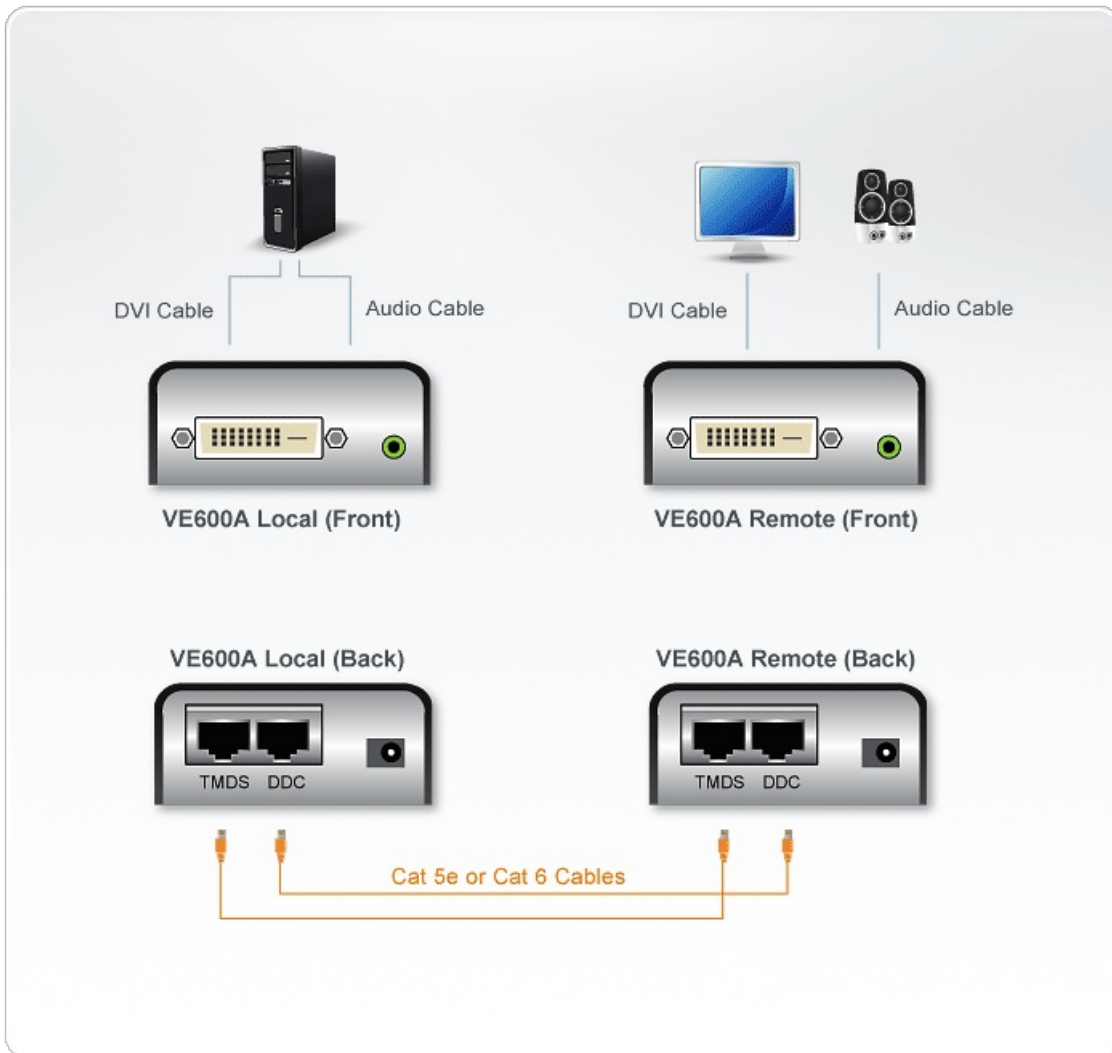 DVI Cable
Audio Cable
DVI Cable
Audio Cable
VE600A Local (Front)
VE600A Remote (Front)
VE600A Local (Back)
VE600A Remote (Back)
TMDS DDC
TMDS DDC
Cat 5e or Cat 6 Cables